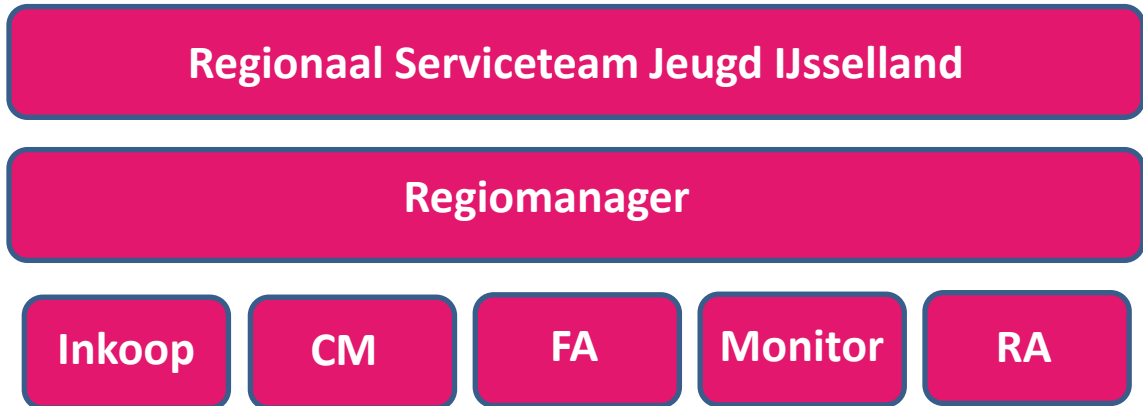 Regionaal Serviceteam Jeugd IJsselland
Regiomanager
Inkoop CM FA Monitor RA